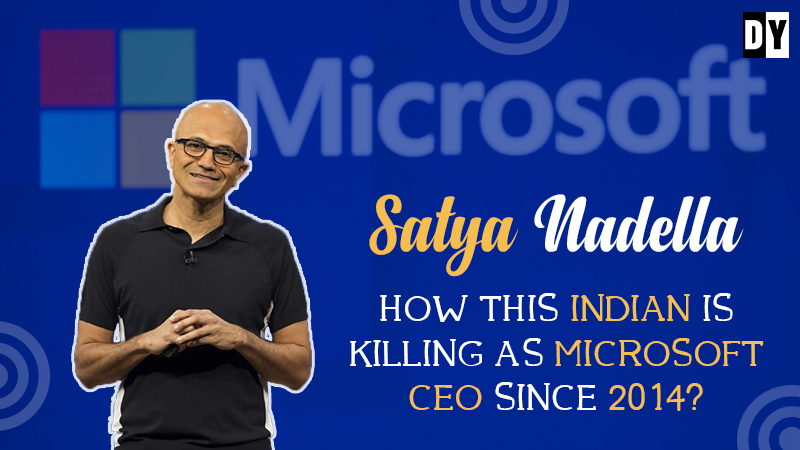 DY
Microsoft
Satya Nadella
HOW THIS INDIAN IS
KILLING AS MICROSOFT
CEO SINCE 2014?